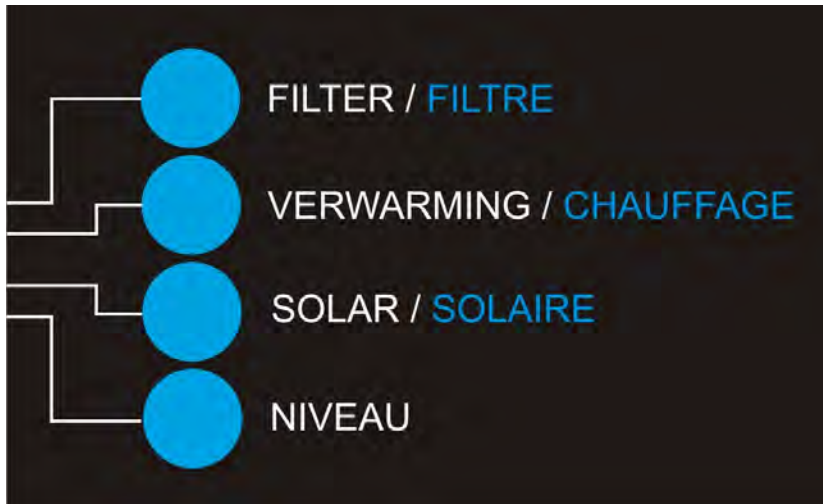 FILTER / FILTRE
VERWARMING / CHAUFFAGE
SOLAR / SOLAIRE
NIVEAU